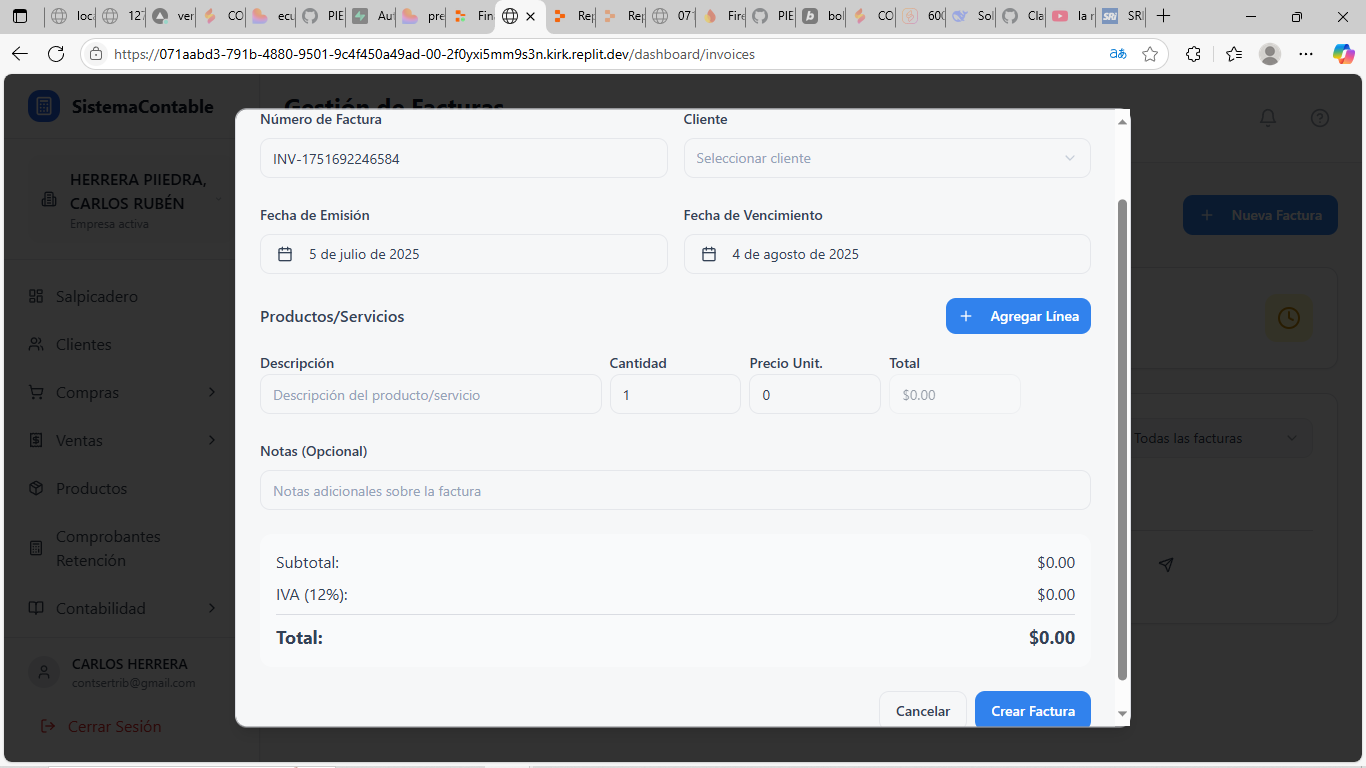 loc
127
ver
CO
ecu
PIE
Aut
pre
Fin
Rep
Rep
07
Fire
PIE
bol
CO
600
Sol
Cla
la r
SRI
https://071aabd3-791b-4880-9501-9c4f450a49ad-00-2f0yxi5mm9s3n.kirk.replit.dev/dashboard/invoices
SistemaContable
Gestión de Facturas
HERRERA PIIEDRA,
CARLOS RUBÉN
Empresa activa
Nueva Factura
Salpicadero
Clientes
Compras
Ventas
Productos
Comprobantes
Retención
Contabilidad
CARLOS HERRERA
contsertrib@gmail.com
Cerrar Sesión
Todas las facturas
Número de Factura
Cliente
INV-1751692246584
Seleccionar cliente
Fecha de Emisión
Fecha de Vencimiento
5 de julio de 2025
4 de agosto de 2025
Productos/Servicios
+ Agregar Línea
Descripción
Cantidad
Precio Unit.
Total
Descripción del producto/servicio
1
0
$0.00
Notas (Opcional)
Notas adicionales sobre la factura
Subtotal: $0.00
IVA (12%): $0.00
Total: $0.00
Cancelar
Crear Factura